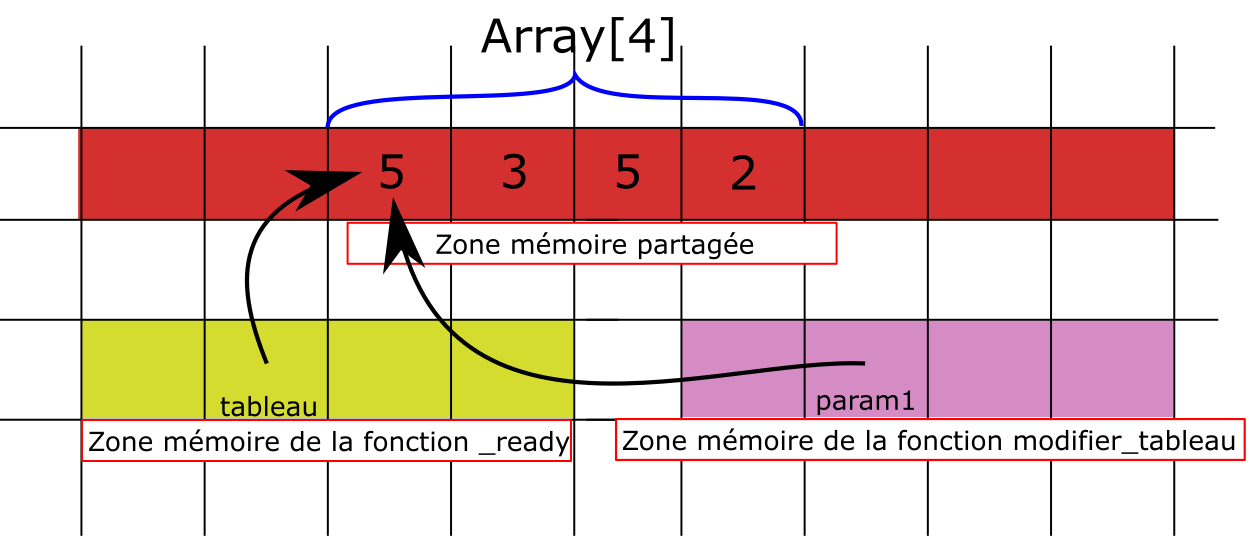 Array[4]
5 3 5 2
Zone mémoire partagée
tableau
param1
Zone mémoire de la fonction _ready
Zone mémoire de la fonction modifier_tableau